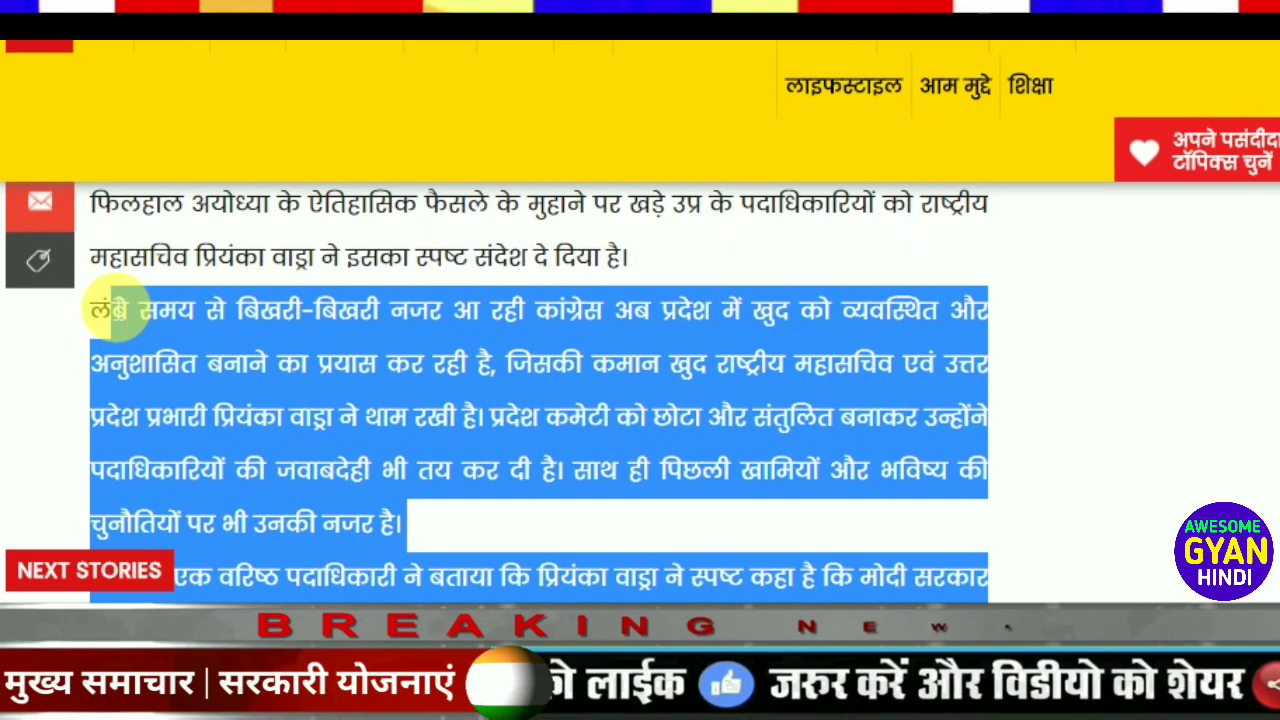 लाइफस्टाइल आम मुद्दे शिक्षा
अपने पसंदीदा
टॉपिक्स चुनें
फिलहाल अयोध्या के ऐतिहासिक फैसले के मुहाने पर खड़े उप्र के पदाधिकारियों को राष्ट्रीय
महासचिव प्रियंका वाड्रा ने इसका स्पष्ट संदेश दे दिया है।
लंबे समय से बिखरी-बिखरी नजर आ रही कांग्रेस अब प्रदेश में खुद को व्यवस्थित और
अनुशासित बनाने का प्रयास कर रही है, जिसकी कमान खुद राष्ट्रीय महासचिव एवं उत्तर
प्रदेश प्रभारी प्रियंका वाड्रा ने थाम रखी है। प्रदेश कमेटी को छोटा और संतुलित बनाकर उन्होंने
पदाधिकारियों की जवाबदेही भी तय कर दी है। साथ ही पिछली खामियों और भविष्य की
चुनौतियों पर भी उनकी नजर है।
NEXT STORIES
एक वरिष्ठ पदाधिकारी ने बताया कि प्रियंका वाड्रा ने स्पष्ट कहा है कि मोदी सरकार
AWESOME
GYAN
HINDI
BREAKING NEW
मुख्य समाचार | सरकारी योजनाएं को लाईक जरुर करें और विडीयो को शेयर